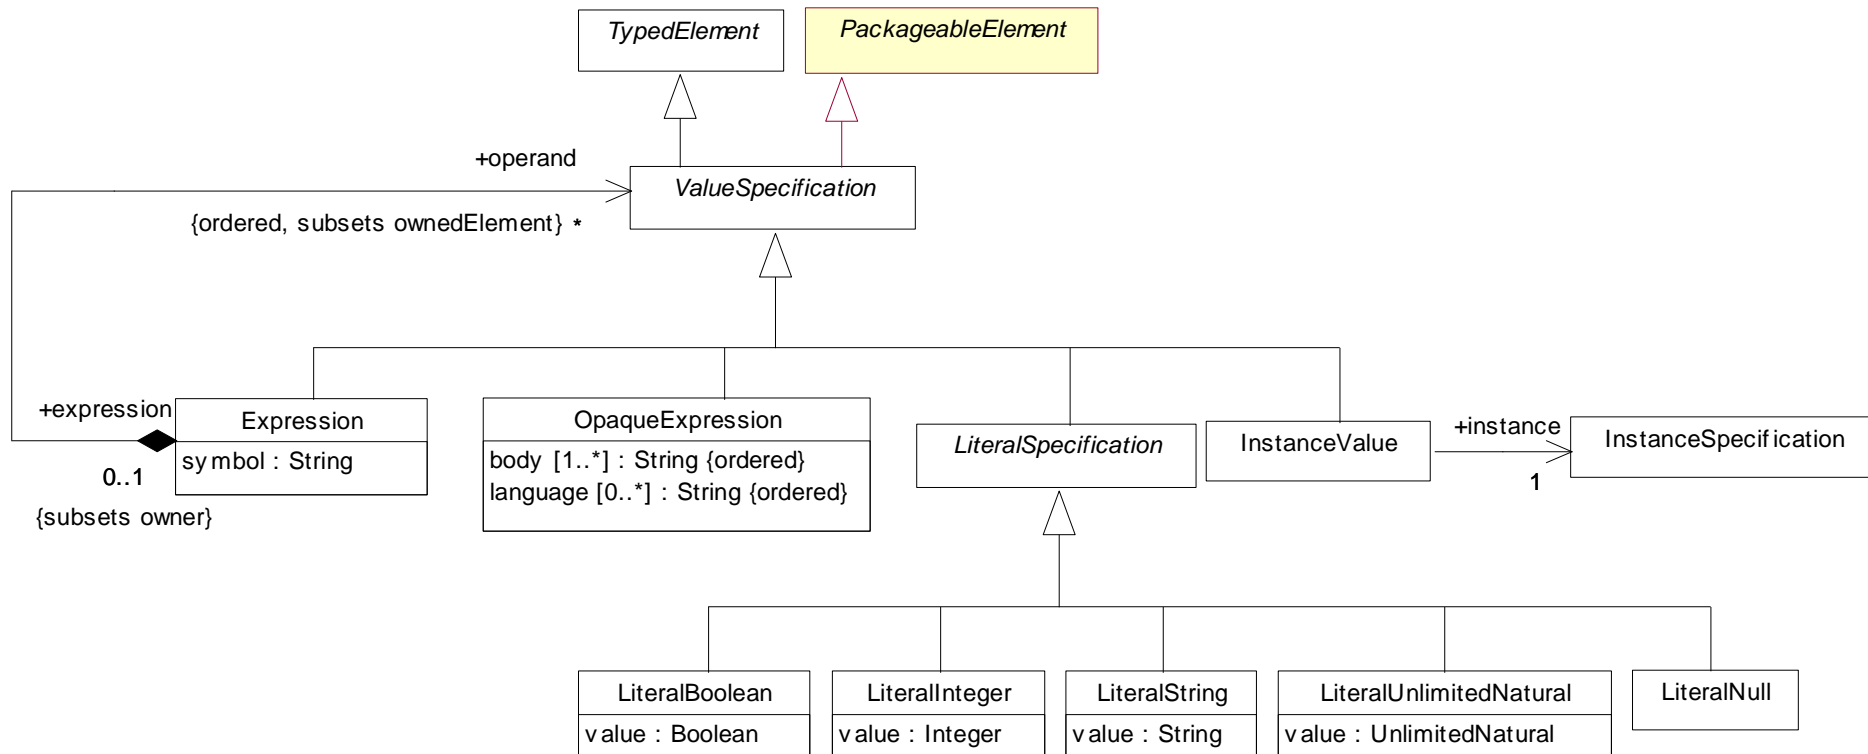 TypedElement
PackageableElement
+operand
ValueSpecification
{ordered, subsets ownedElement} *
+expression
Expression
symbol : String
0..1
{subsets owner}
OpaqueExpression
body [1..*] : String {ordered}
language [0..*] : String {ordered}
LiteralSpecification
InstanceValue
+instance
1
InstanceSpecification
LiteralBoolean
value : Boolean
LiteralInteger
value : Integer
LiteralString
value : String
LiteralUnlimitedNatural
value : UnlimitedNatural
LiteralNull